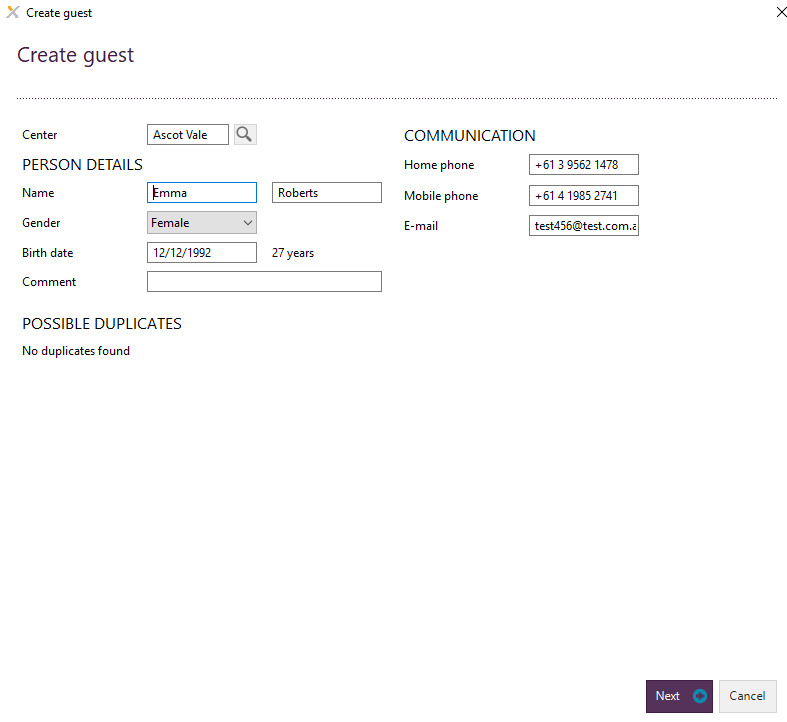 Create guest
Create guest
Center Ascot Vale
PERSON DETAILS
Name Emma Roberts
Gender Female
Birth date 12/12/1992 27 years
Comment
POSSIBLE DUPLICATES
No duplicates found
COMMUNICATION
Home phone +61 3 9562 1478
Mobile phone +61 4 1985 2741
E-mail test456@test.com.a
Next Cancel